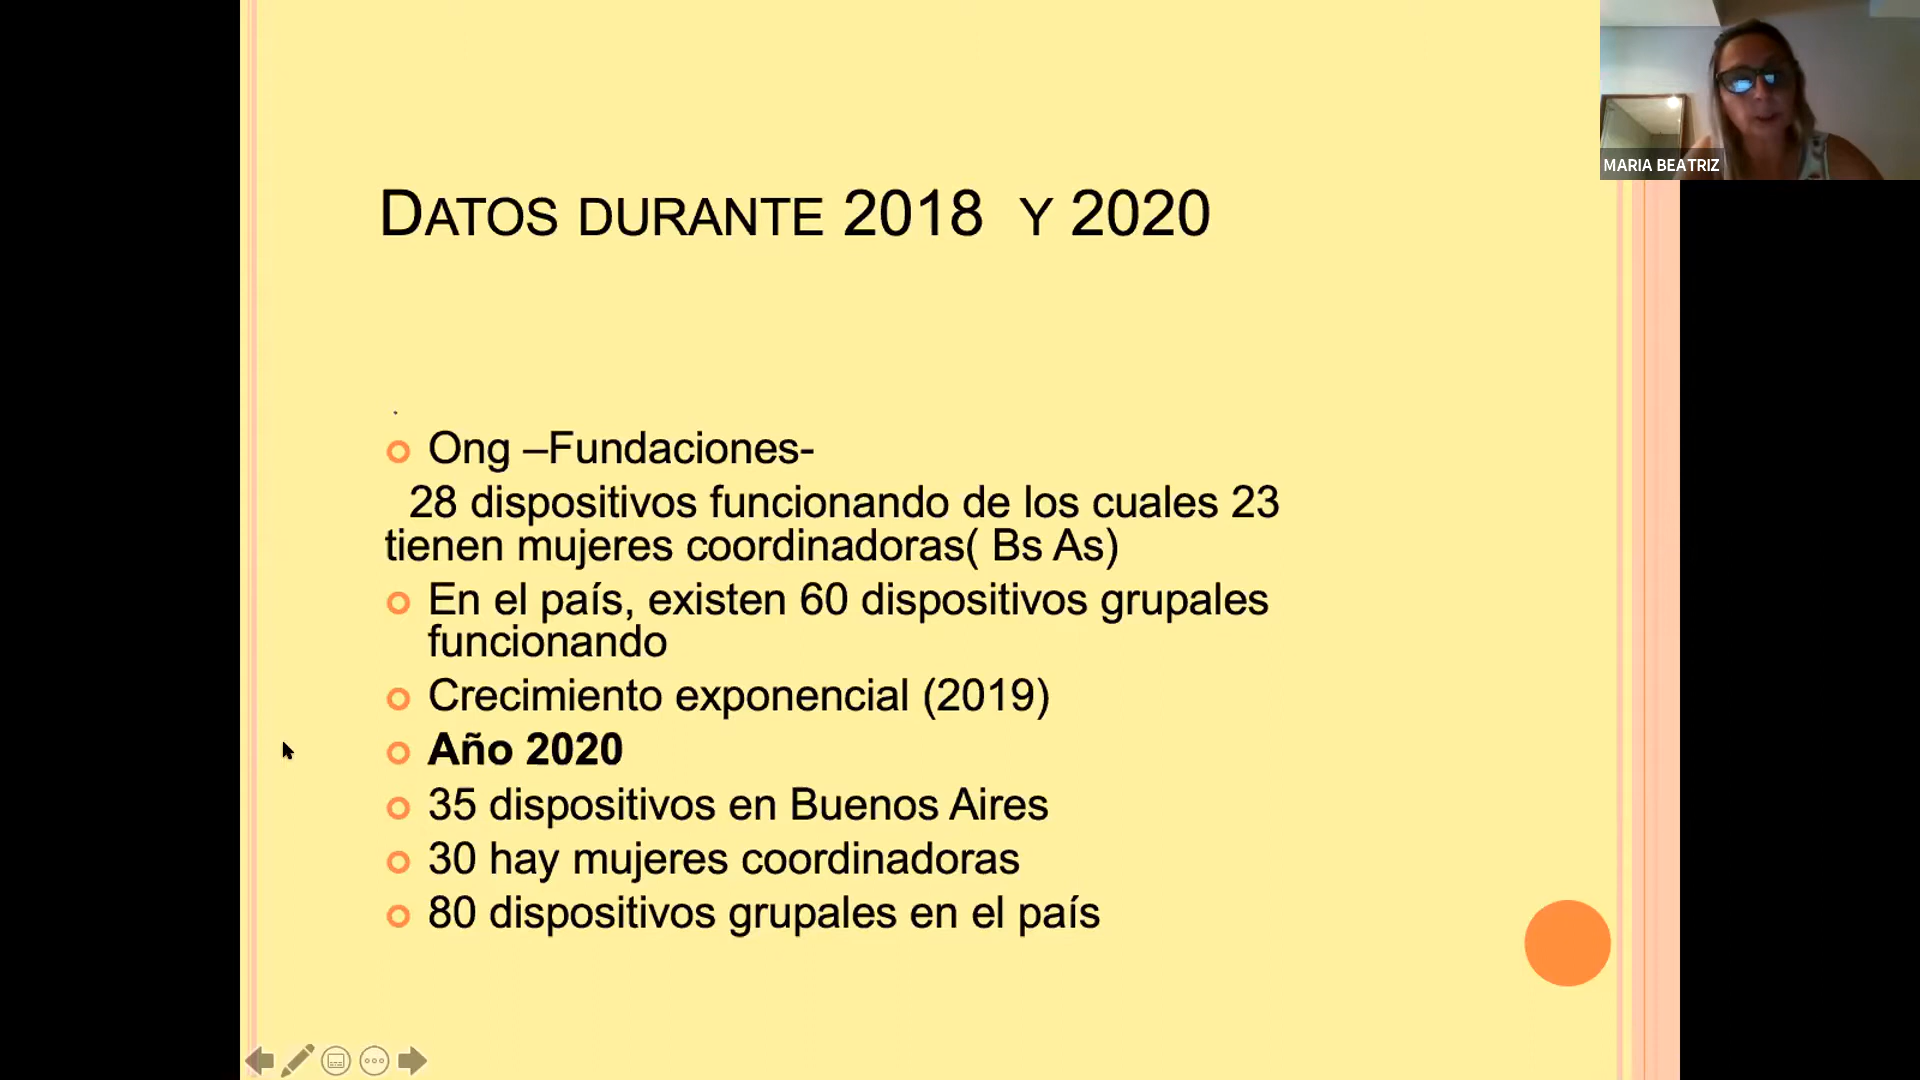 MARIA BEATRIZ
DATOS DURANTE 2018 Y 2020
Ong –Fundaciones-
28 dispositivos funcionando de los cuales 23
tienen mujeres coordinadoras( Bs As)
En el país, existen 60 dispositivos grupales
funcionando
Crecimiento exponencial (2019)
Año 2020
35 dispositivos en Buenos Aires
30 hay mujeres coordinadoras
80 dispositivos grupales en el país